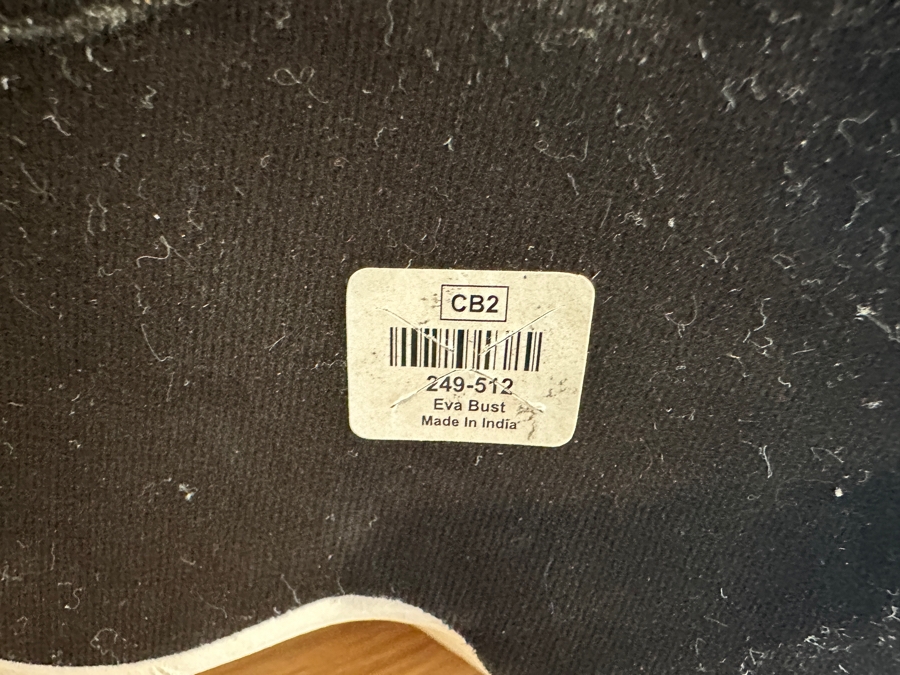 CB2
249-512
Eva Bust
Made In India